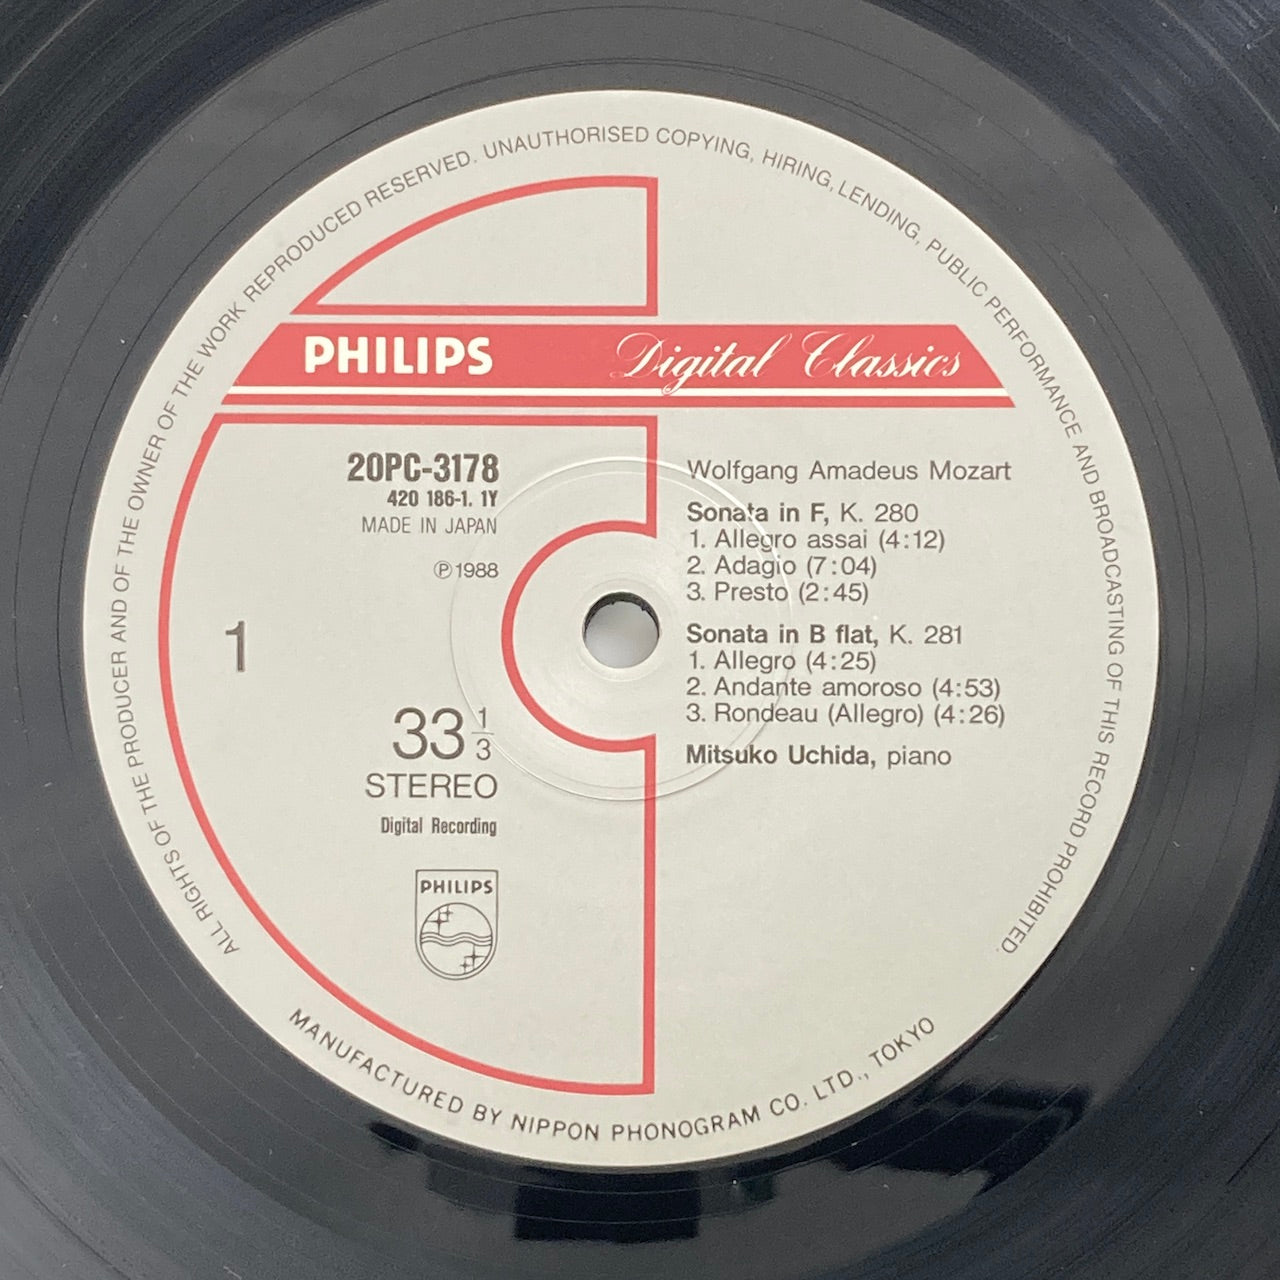 ALL RIGHTS OF THE PRODUCER AND OF THE OWNER OF THE WORK REPRODUCED RESERVED. UNAUTHORISED COPYING, HIRING, LENDING, PUBLIC PERFORMANCE AND BROADCASTING OF THIS RECORD PROHIBITED.
PHILIPS Digital Classics
20PC-3178
420 186-1. 1Y
MADE IN JAPAN
℗1988
1
33 1/3
STEREO
Digital Recording
PHILIPS
Wolfgang Amadeus Mozart
Sonata in F, K. 280
1. Allegro assai (4:12)
2. Adagio (7:04)
3. Presto (2:45)
Sonata in B flat, K. 281
1. Allegro (4:25)
2. Andante amoroso (4:53)
3. Rondeau (Allegro) (4:26)
Mitsuko Uchida, piano
MANUFACTURED BY NIPPON PHONOGRAM CO. LTD., TOKYO